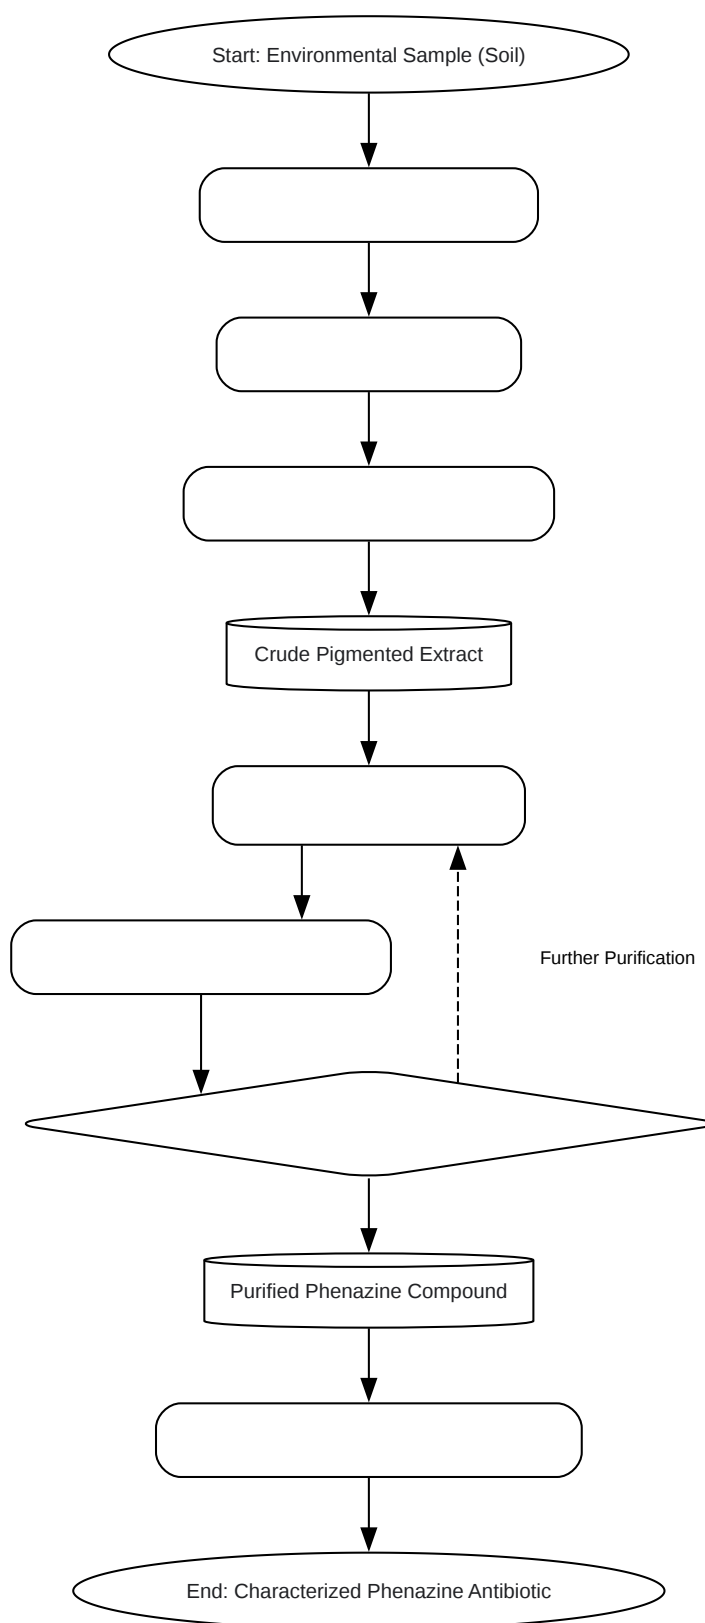 Start: Environmental Sample (Soil)
Crude Pigmented Extract
Further Purification
Purified Phenazine Compound
End: Characterized Phenazine Antibiotic